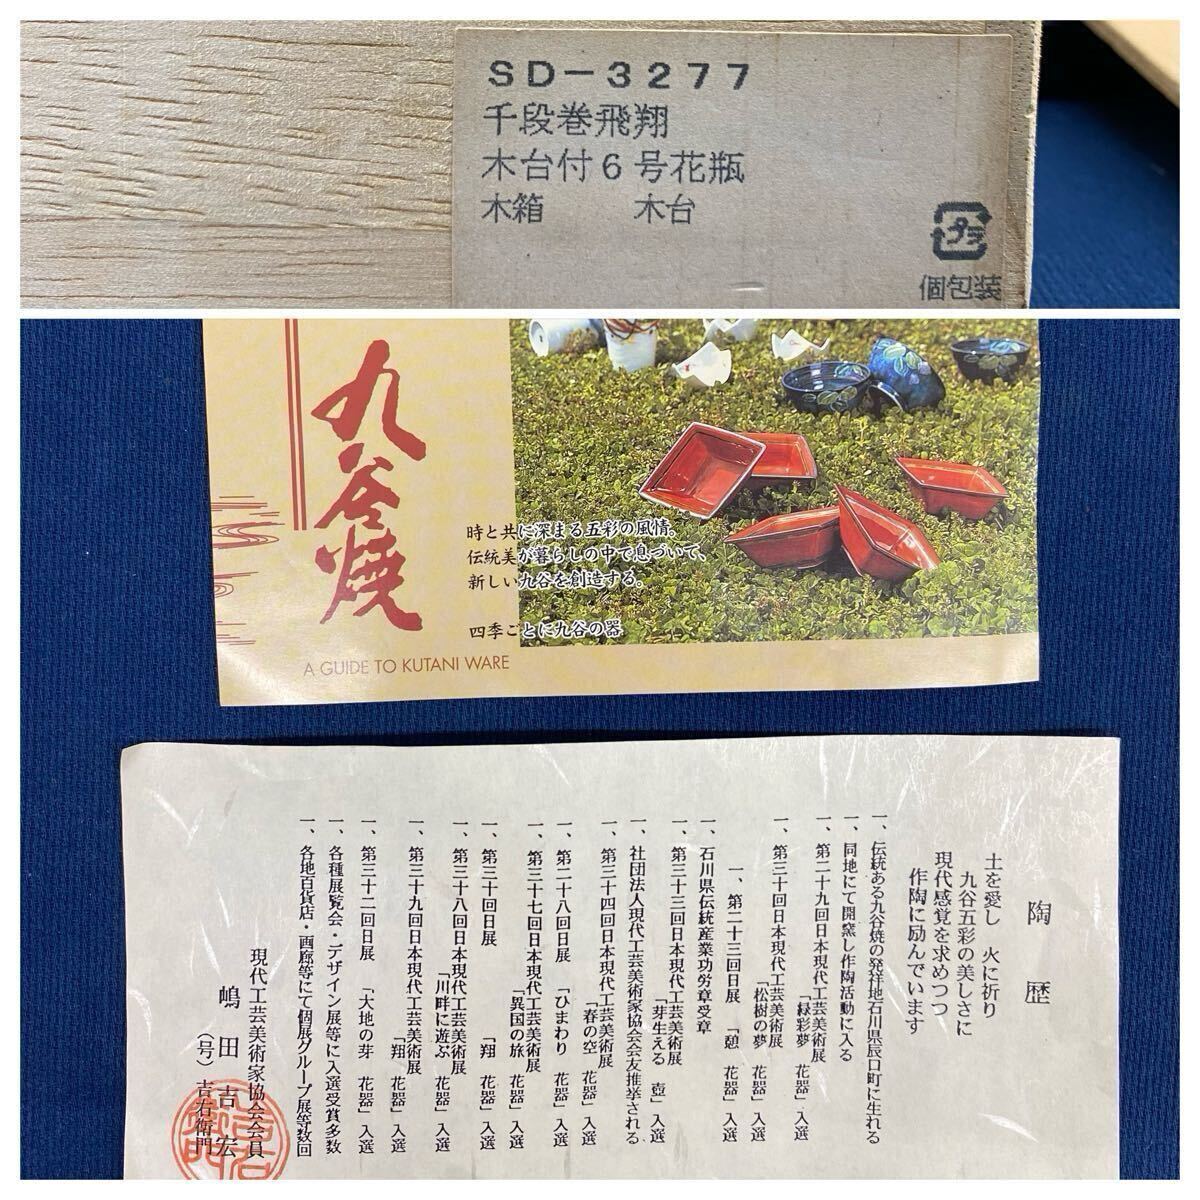 SD-3277
千段巻飛翔
木台付6号花瓶
木箱 木台
プラ
個包装
九谷焼
時と共に深まる五彩の風情。
伝統美が暮らしの中で息づいて、
新しい九谷を創造する。
四季ごとに九谷の器
A GUIDE TO KUTANI WARE
陶歴
土を愛し 火に祈り
九谷五彩の美しさに
現代感覚を求めつつ
作陶に励んでいます
一、伝統ある九谷焼の発祥地石川県辰口町に生れる
一、同地にて開窯し作陶活動に入る
一、第二十九回日本現代工芸美術展
「緑彩夢 花器」入選
一、第三十回日本現代工芸美術展
「松樹の夢 花器」入選
一、第二十三回日展 「憩 花器」入選
一、石川県伝統産業功労章受章
一、第三十三回日本現代工芸美術展
「芽生える 壺」入選
一、社団法人現代工芸美術家協会会友推挙される
一、第三十四回日本現代工芸美術展
「春の空 花器」入選
一、第二十八回日展 「ひまわり 花器」入選
一、第三十七回日本現代工芸美術展
「異国の旅 花器」入選
一、第三十回日展 「翔 花器」入選
一、第三十八回日本現代工芸美術展
「川畔に遊ぶ 花器」入選
一、第三十九回日本現代工芸美術展
「翔 花器」入選
一、第三十二回日展 「大地の芽 花器」入選
一、各種展覧会・デザイン展等に入選受賞多数
一、各地百貨店・画廊等にて個展グループ展等数回
現代工芸美術家協会会員
嶋田吉宏
(号)吉右衛門